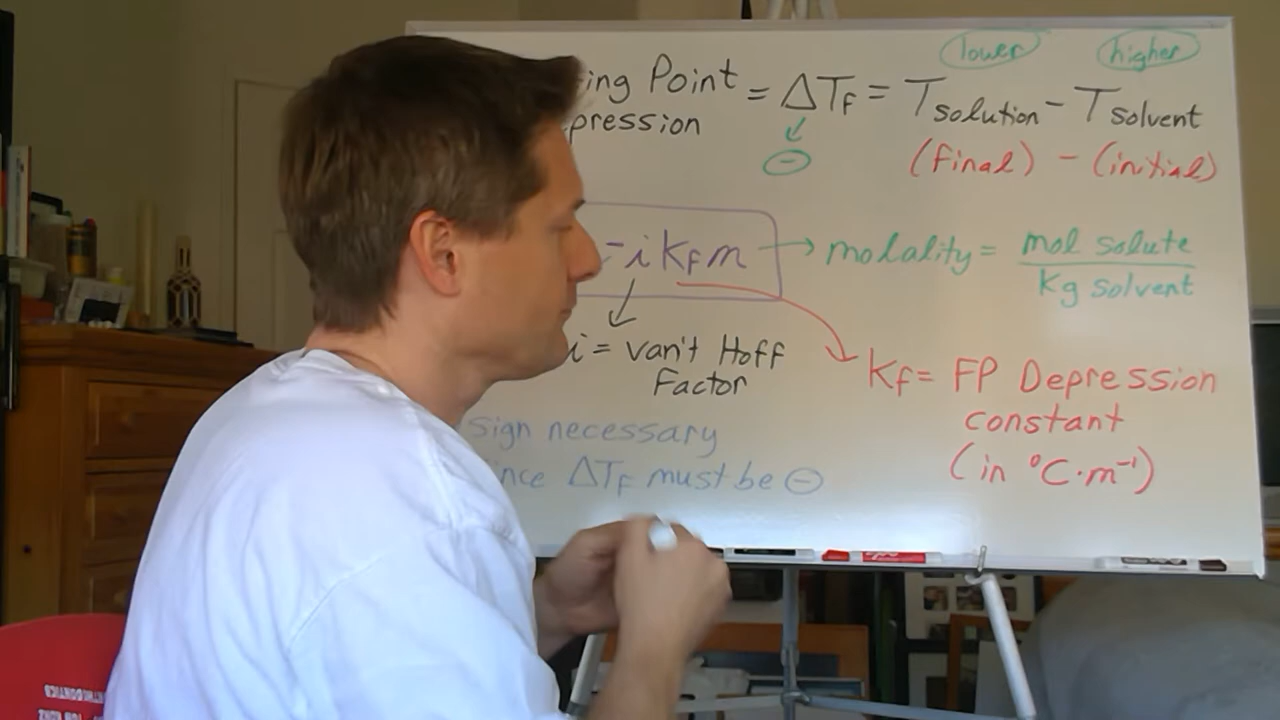 lower higher
ing Point = ΔTf = Tsolution - Tsolvent
pression
⊖ (final) - (initial)
-i Kf m → molality = mol solute
Kg solvent
i = van't Hoff
Factor
Kf = FP Depression
constant
(in °C·m⁻¹)
sign necessary
nce ΔTf must be ⊖